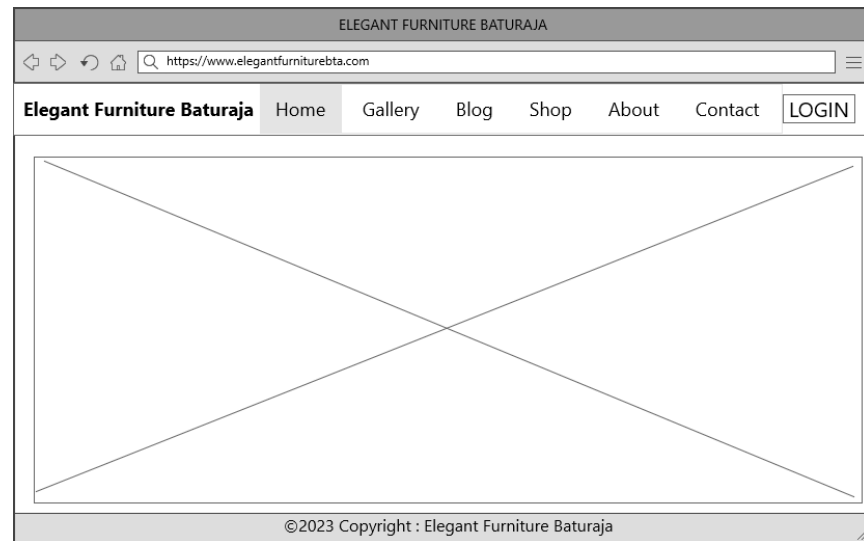 ELEGANT FURNITURE BATURAJA
https://www.elegantfurniturebta.com
Elegant Furniture Baturaja Home Gallery Blog Shop About Contact LOGIN
©2023 Copyright : Elegant Furniture Baturaja